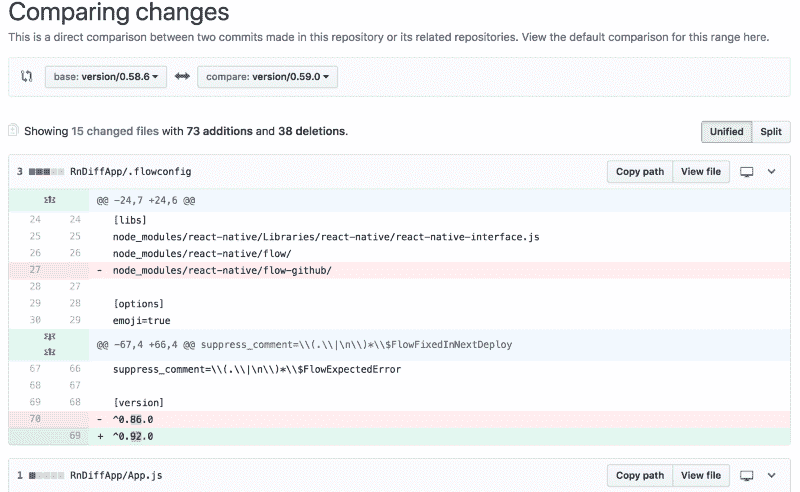 Comparing changes
This is a direct comparison between two commits made in this repository or its related repositories. View the default comparison for this range here.
base: version/0.58.6 compare: version/0.59.0
Showing 15 changed files with 73 additions and 38 deletions. Unified Split
3 RnDiffApp/.flowconfig Copy path View file
@@ -24,7 +24,6 @@
24 24 [libs]
25 25 node_modules/react-native/Libraries/react-native/react-native-interface.js
26 26 node_modules/react-native/flow/
27 - node_modules/react-native/flow-github/
28 27
29 28 [options]
30 29 emoji=true
@@ -67,4 +66,4 @@ suppress_comment=\\(.\\|\n\\)*\\$FlowFixedInNextDeploy
67 66 suppress_comment=\\(.\\|\n\\)*\\$FlowExpectedError
68 67
69 68 [version]
70 - ^0.86.0
69 + ^0.92.0
1 RnDiffApp/App.js Copy path View file